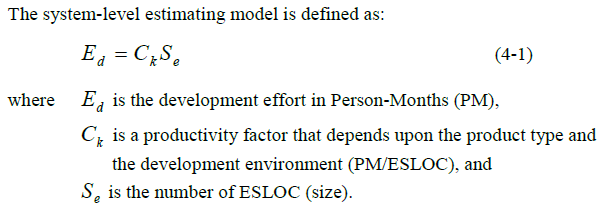 The system-level estimating model is defined as:
E_d = C_k S_e (4-1)
where E_d is the development effort in Person-Months (PM),
C_k is a productivity factor that depends upon the product type and
the development environment (PM/ESLOC), and
S_e is the number of ESLOC (size).